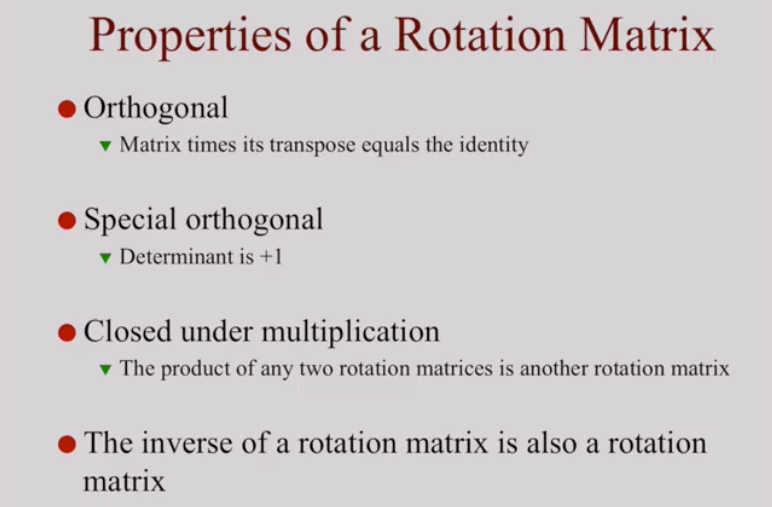 Properties of a Rotation Matrix
Orthogonal
Matrix times its transpose equals the identity
Special orthogonal
Determinant is +1
Closed under multiplication
The product of any two rotation matrices is another rotation matrix
The inverse of a rotation matrix is also a rotation
matrix